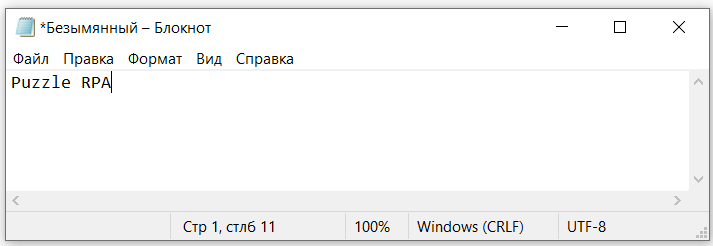 *Безымянный – Блокнот
Файл Правка Формат Вид Справка
Puzzle RPA
Стр 1, стлб 11 100% Windows (CRLF) UTF-8